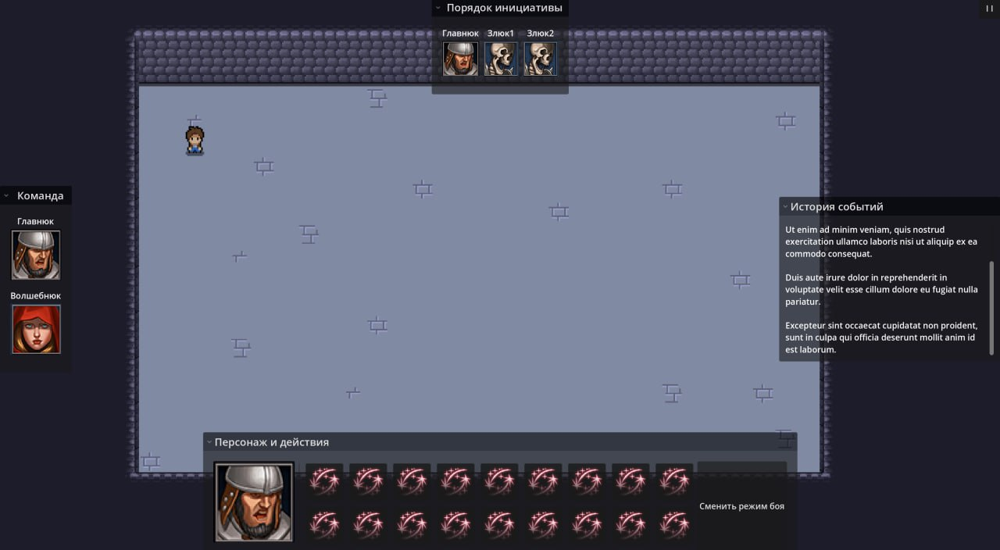 Порядок инициативы
Главнюк Злюк1 Злюк2
Команда
Главнюк
Волшебнюк
История событий
Ut enim ad minim veniam, quis nostrud
exercitation ullamco laboris nisi ut aliquip ex ea
commodo consequat.
Duis aute irure dolor in reprehenderit in
voluptate velit esse cillum dolore eu fugiat nulla
pariatur.
Excepteur sint occaecat cupidatat non proident,
sunt in culpa qui officia deserunt mollit anim id
est laborum.
Персонаж и действия
Сменить режим боя